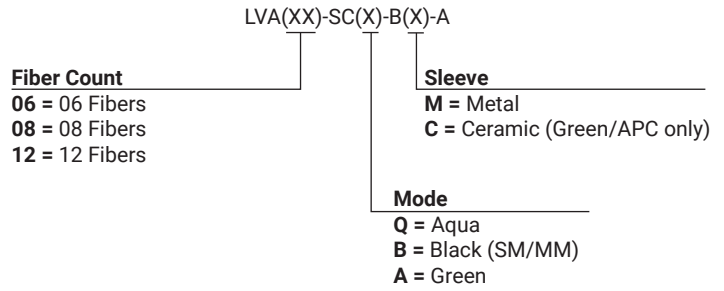 LVA(XX)-SC(X)-B(X)-A
Fiber Count
06 = 06 Fibers
08 = 08 Fibers
12 = 12 Fibers
Sleeve
M = Metal
C = Ceramic (Green/APC only)
Mode
Q = Aqua
B = Black (SM/MM)
A = Green